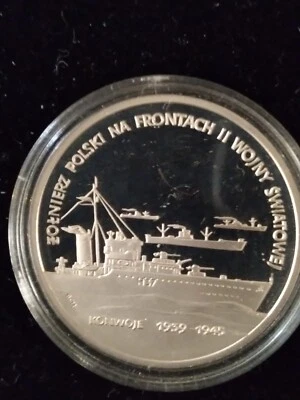 ŻOŁNIERZ POLSKI NA FRONTACH II WOJNY ŚWIATOWEJ
KONWOJE 1939-1945